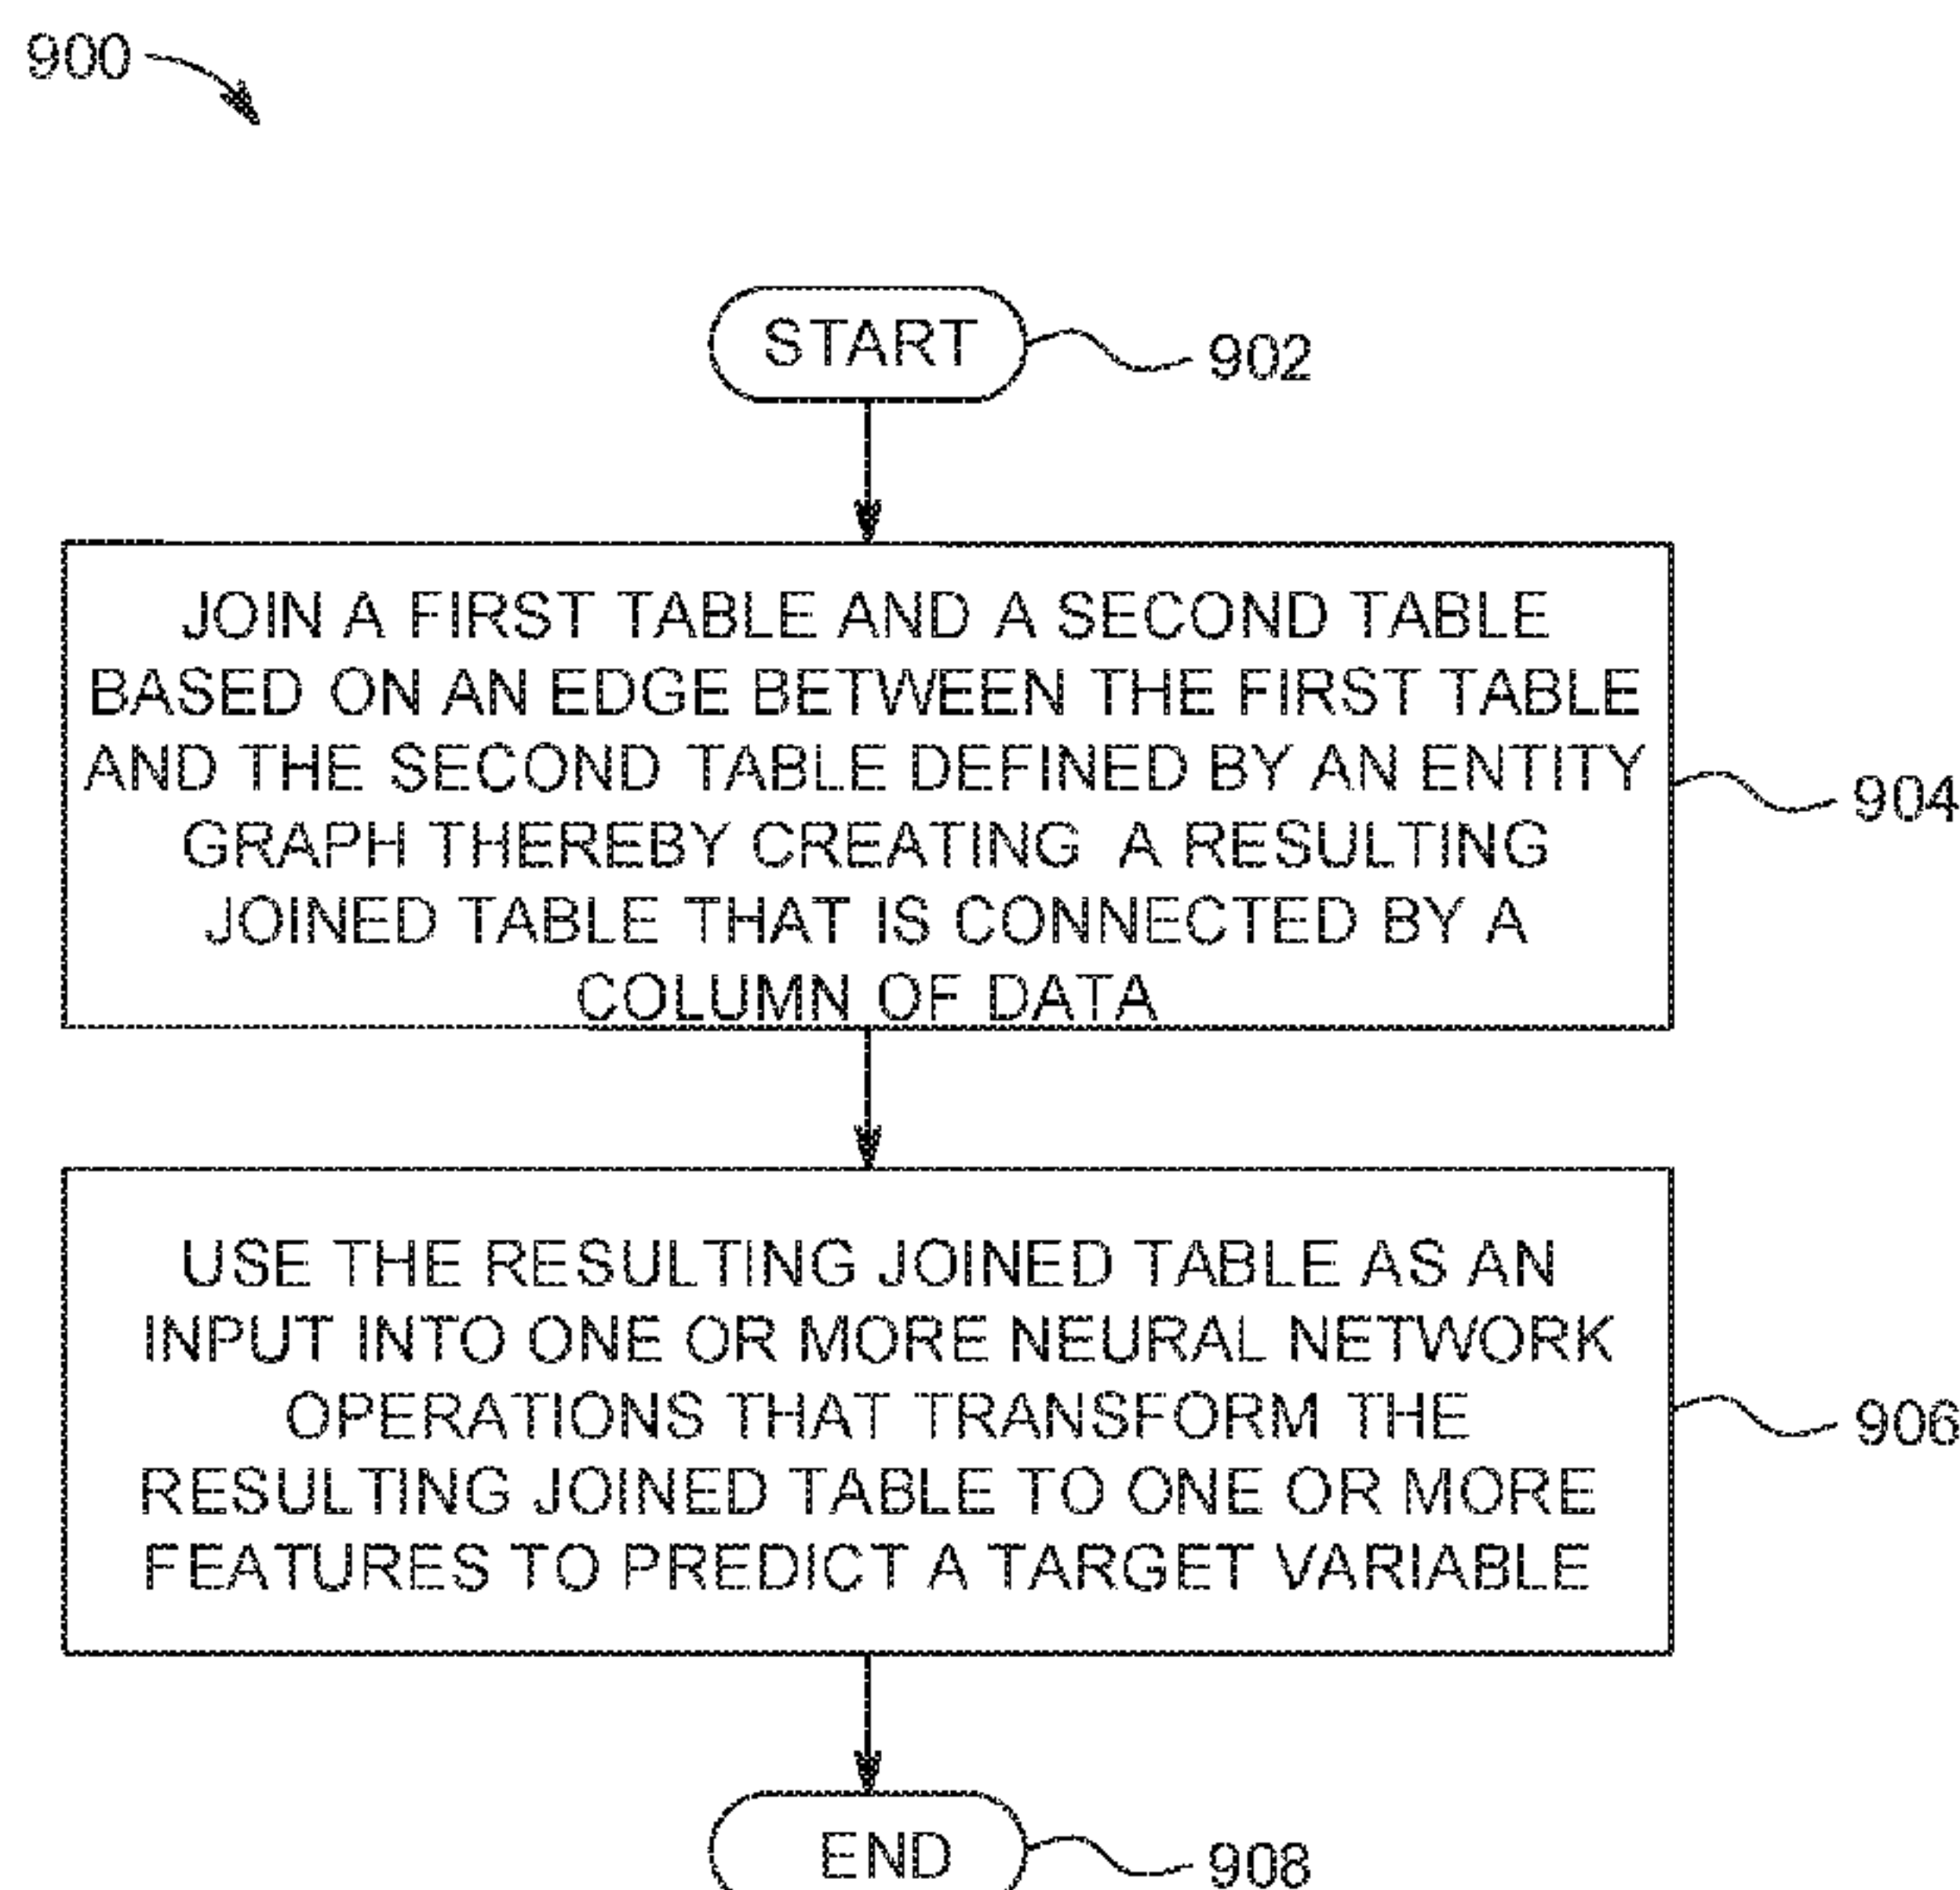 900
START
902
JOIN A FIRST TABLE AND A SECOND TABLE
BASED ON AN EDGE BETWEEN THE FIRST TABLE
AND THE SECOND TABLE DEFINED BY AN ENTITY
GRAPH THEREBY CREATING A RESULTING
JOINED TABLE THAT IS CONNECTED BY A
COLUMN OF DATA
904
USE THE RESULTING JOINED TABLE AS AN
INPUT INTO ONE OR MORE NEURAL NETWORK
OPERATIONS THAT TRANSFORM THE
RESULTING JOINED TABLE TO ONE OR MORE
FEATURES TO PREDICT A TARGET VARIABLE
906
END
908